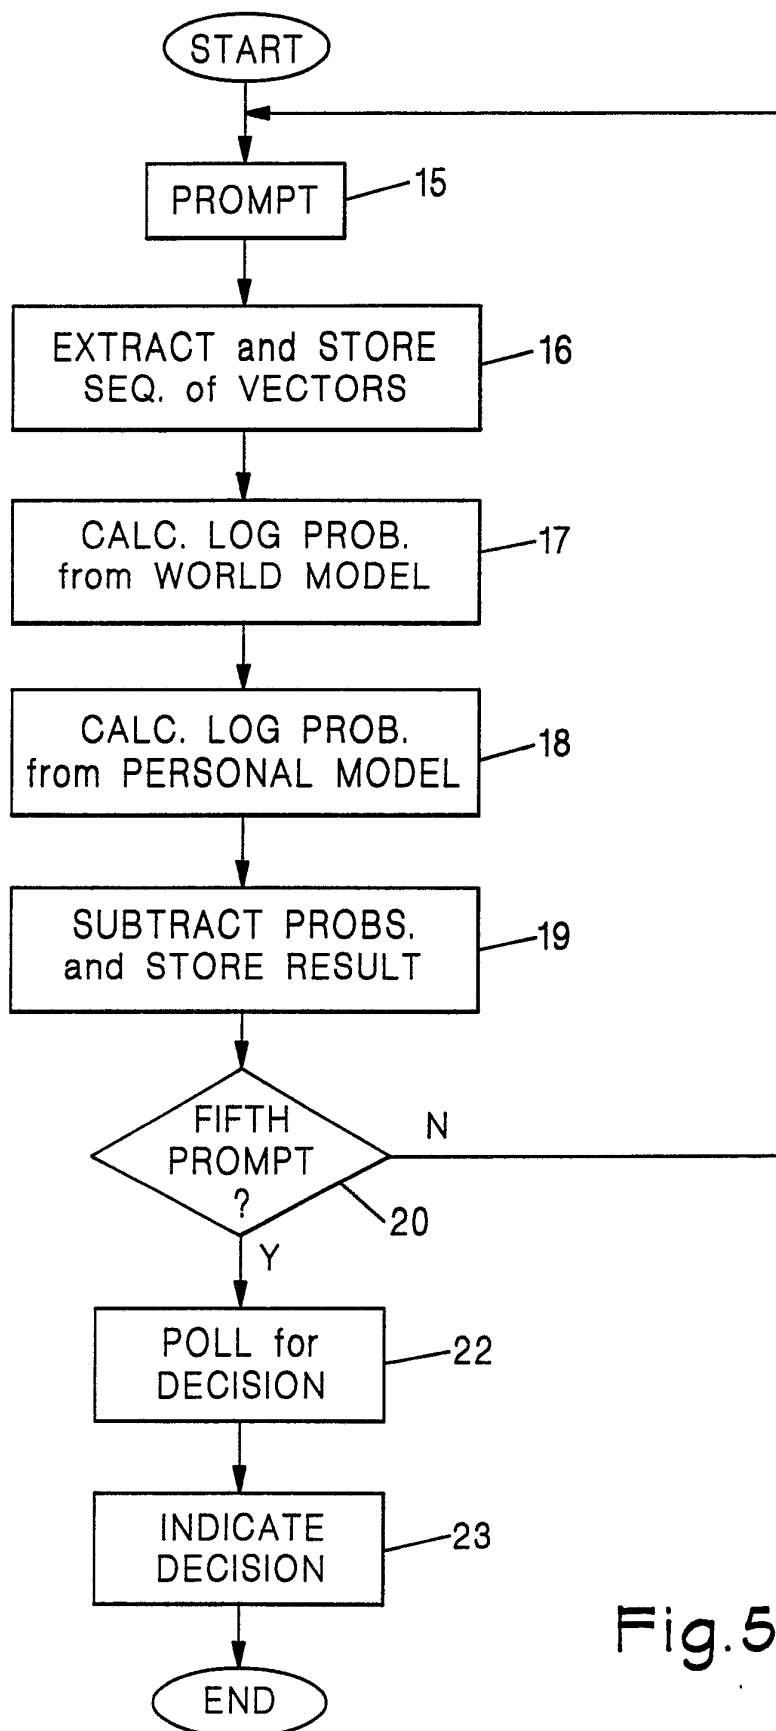 START
PROMPT
15
EXTRACT and STORE
SEQ. of VECTORS
16
CALC. LOG PROB.
from WORLD MODEL
17
CALC. LOG PROB.
from PERSONAL MODEL
18
SUBTRACT PROBS.
and STORE RESULT
19
FIFTH
PROMPT
?
N
20
Y
POLL for
DECISION
22
INDICATE
DECISION
23
END
Fig.5